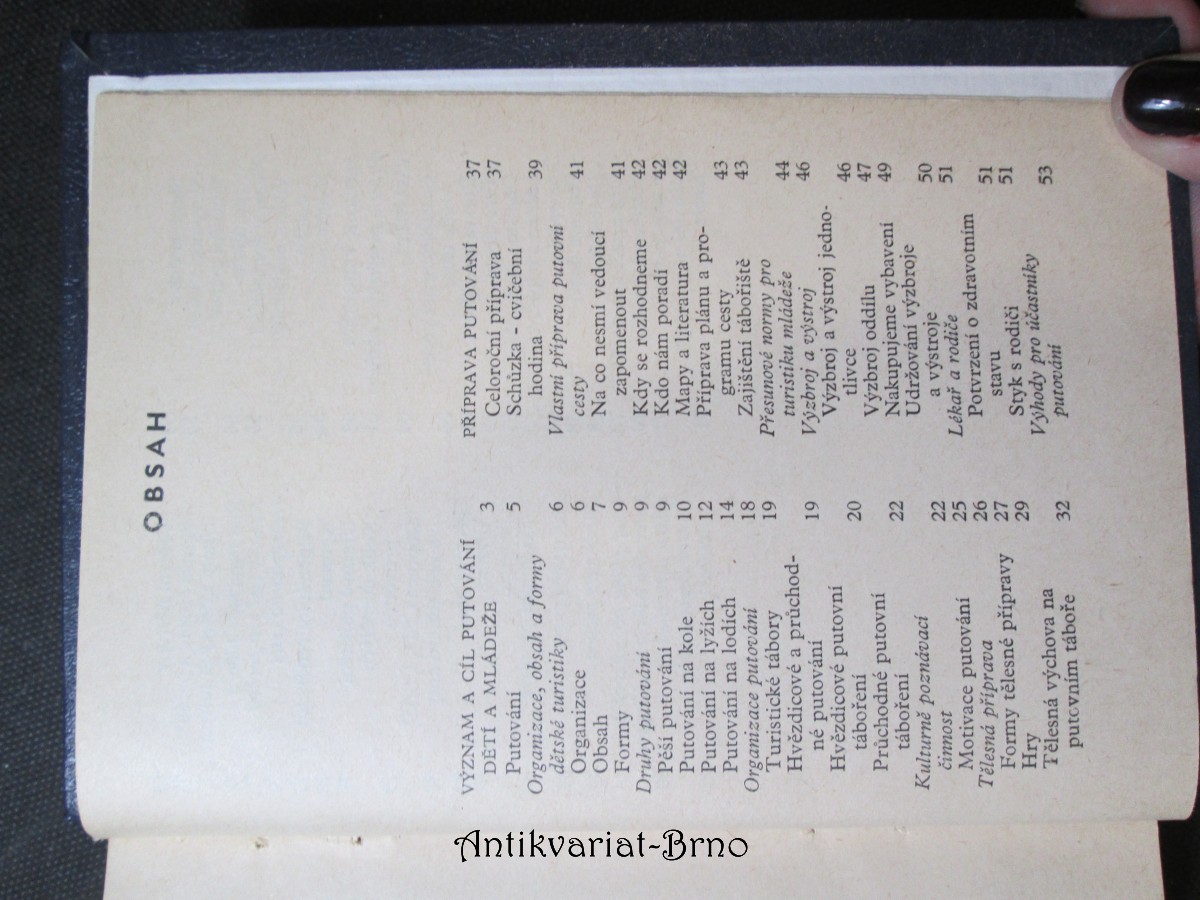 OBSAH
VÝZNAM A CÍL PUTOVÁNÍ
DĚTÍ A MLÁDEŽE 3
Putování 5
Organizace, obsah a formy
dětské turistiky 6
Organizace 6
Obsah 7
Formy 9
Druhy putování 9
Pěší putování 9
Putování na kole 10
Putování na lyžích 12
Putování na lodích 14
Organizace putování 18
Turistické tábory 19
Hvězdicové a průchod-
né putování 19
Hvězdicové putovní
táboření 20
Průchodné putovní
táboření 22
Kulturně poznávací
činnost 22
Motivace putování 25
Tělesná příprava 26
Formy tělesné přípravy 27
Hry 29
Tělesná výchova na
putovním táboře 32
PŘÍPRAVA PUTOVÁNÍ 37
Celoroční příprava 37
Schůzka - cvičební
hodina 39
Vlastní příprava putovní
cesty 41
Na co nesmí vedoucí
zapomenout 41
Kdy se rozhodneme 42
Kdo nám poradí 42
Mapy a literatura 42
Příprava plánu a pro-
gramu cesty 43
Zajištění tábořiště 43
Přesunové normy pro
turistiku mládeže 44
Výzbroj a výstroj 46
Výzbroj a výstroj jedno-
tlivce 46
Výzbroj oddílu 47
Nakupujeme vybavení 49
Udržování výzbroje
a výstroje 50
Lékař a rodiče 51
Potvrzení o zdravotním
stavu 51
Styk s rodiči 51
Výhody pro účastníky
putování 53
Antikvariat-Brno